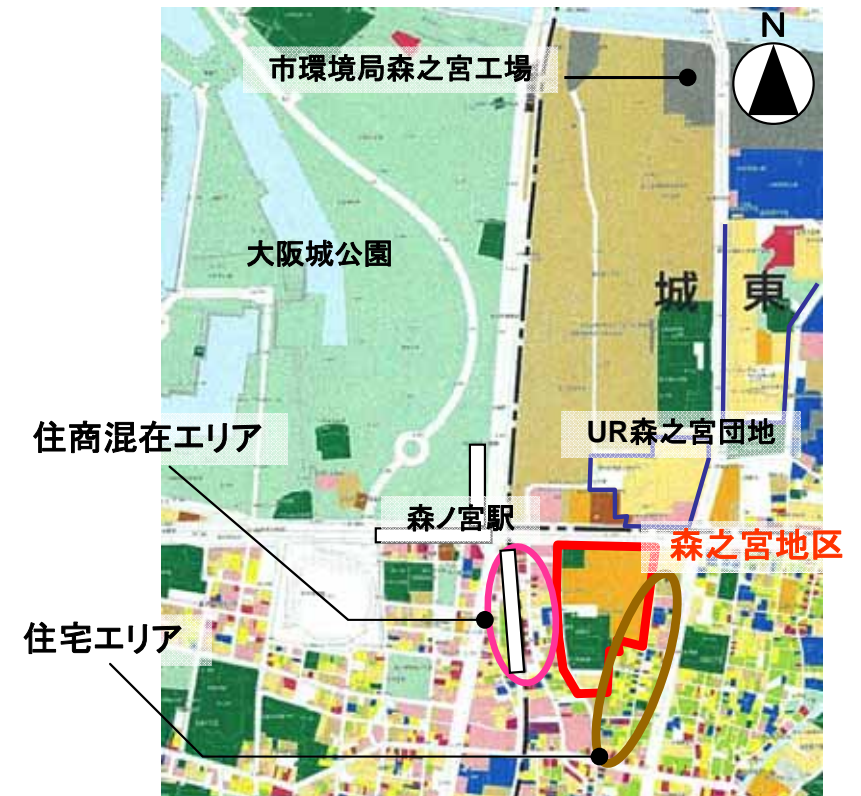 N
市環境局森之宮工場
大阪城公園
城東
住商混在エリア
UR森之宮団地
森ノ宮駅
森之宮地区
住宅エリア